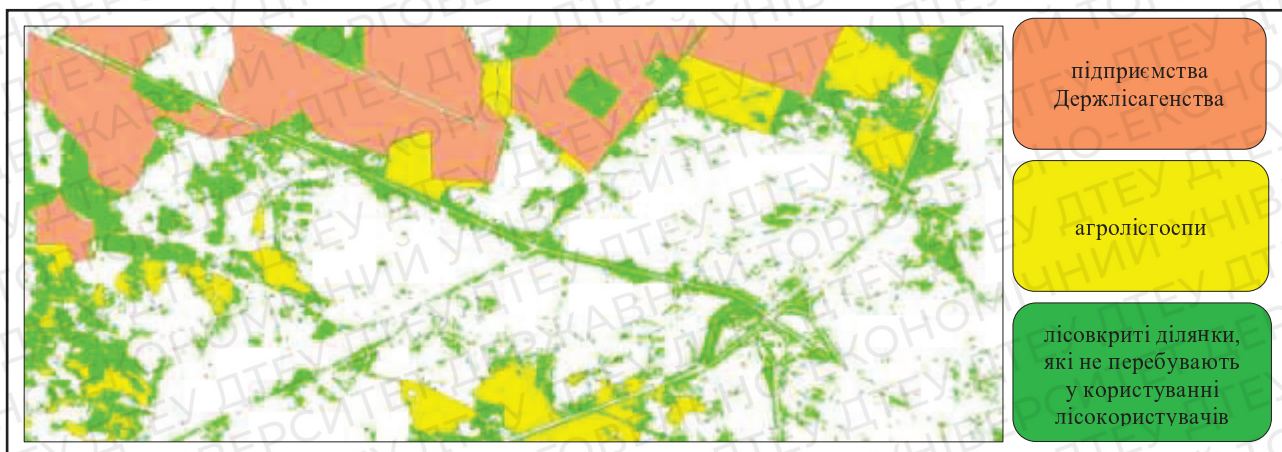 підприємства
Держлісагенства
агролісгоспи
лісовкриті ділянки,
які не перебувають
у користуванні
лісокористувачів